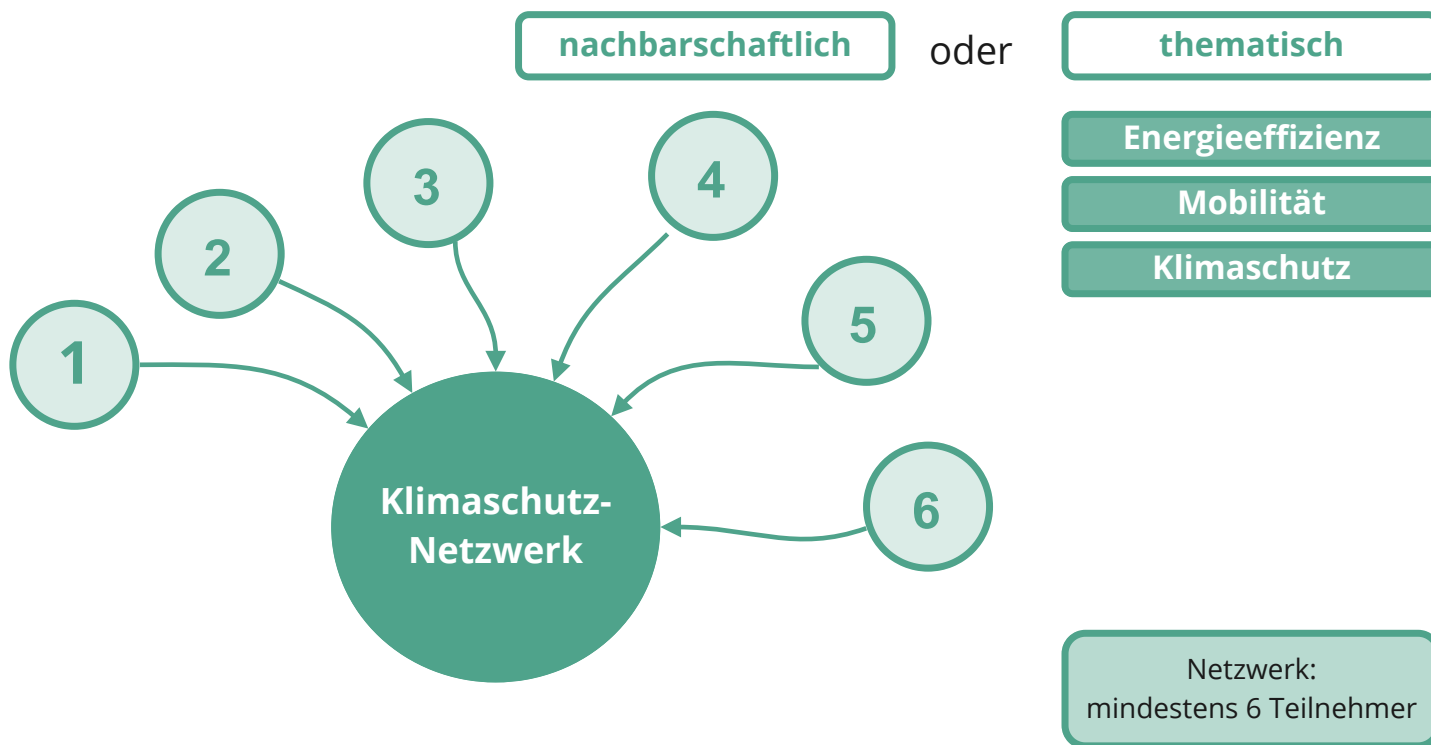 nachbarschaftlich oder thematisch
Energieeffizienz
Mobilität
Klimaschutz
1
2
3
4
5
6
Klimaschutz-
Netzwerk
Netzwerk:
mindestens 6 Teilnehmer